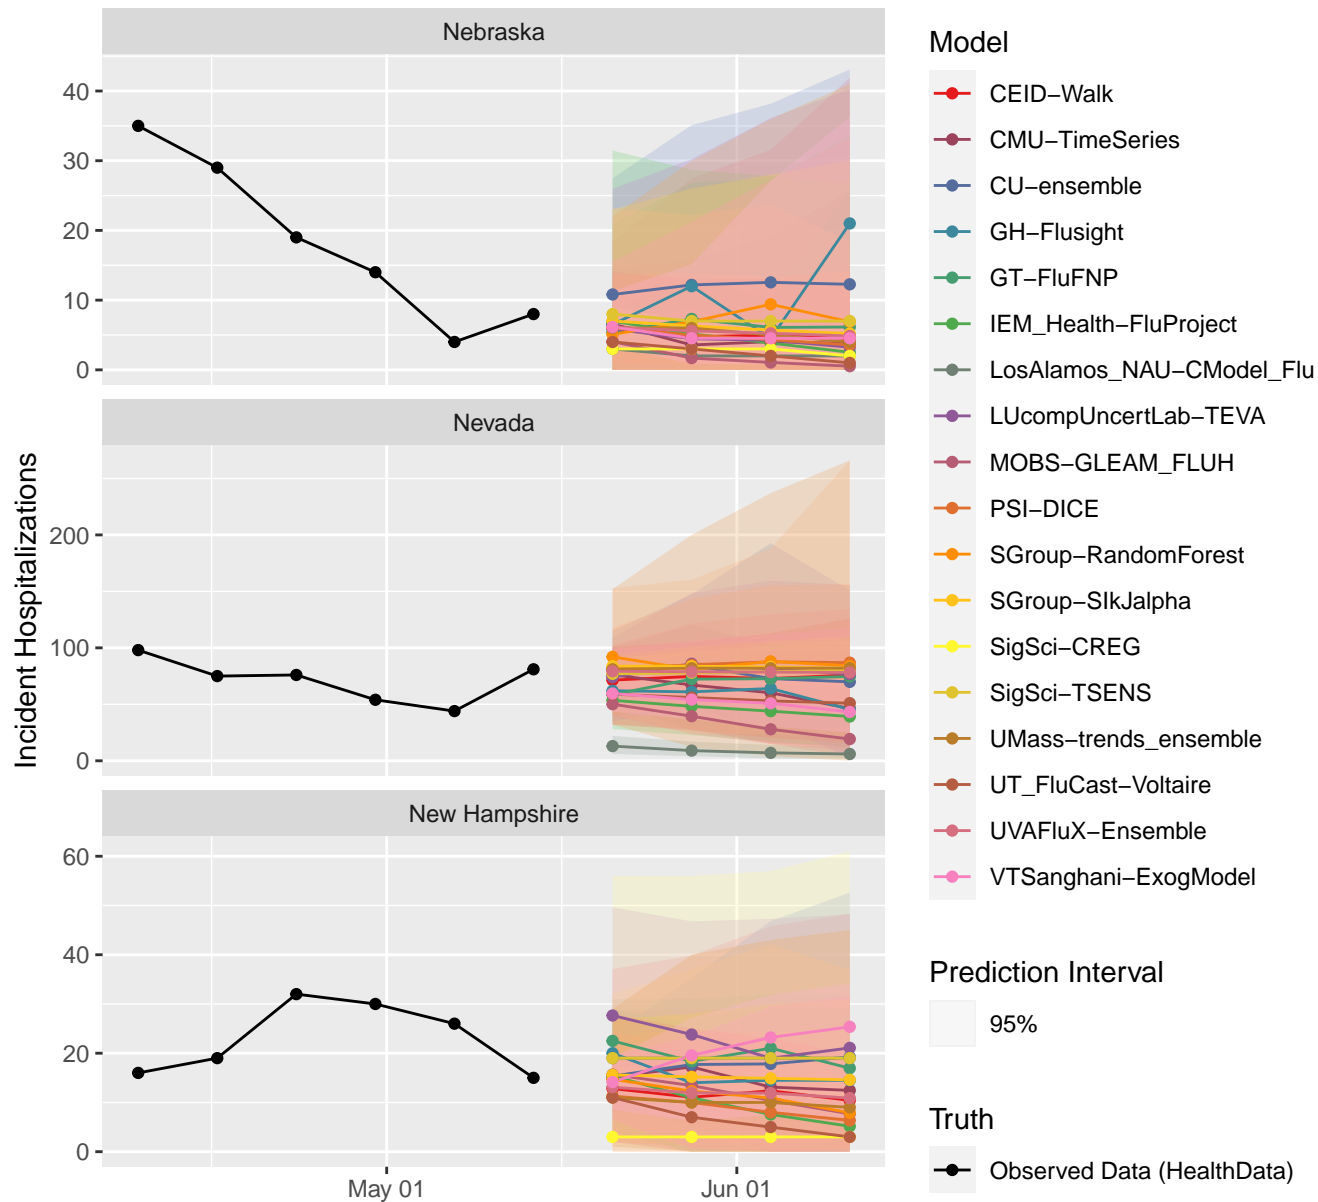 Nebraska
40
30
20
10
0
Nevada
200
100
0
New Hampshire
60
40
20
0
Incident Hospitalizations
May 01
Jun 01
Model
CEID−Walk
CMU−TimeSeries
CU−ensemble
GH−Flusight
GT−FluFNP
IEM_Health−FluProject
LosAlamos_NAU−CModel_Flu
LUcompUncertLab−TEVA
MOBS−GLEAM_FLUH
PSI−DICE
SGroup−RandomForest
SGroup−SIkJalpha
SigSci−CREG
SigSci−TSENS
UMass−trends_ensemble
UT_FluCast−Voltaire
UVAFluX−Ensemble
VTSanghani−ExogModel
Prediction Interval
95%
Truth
Observed Data (HealthData)